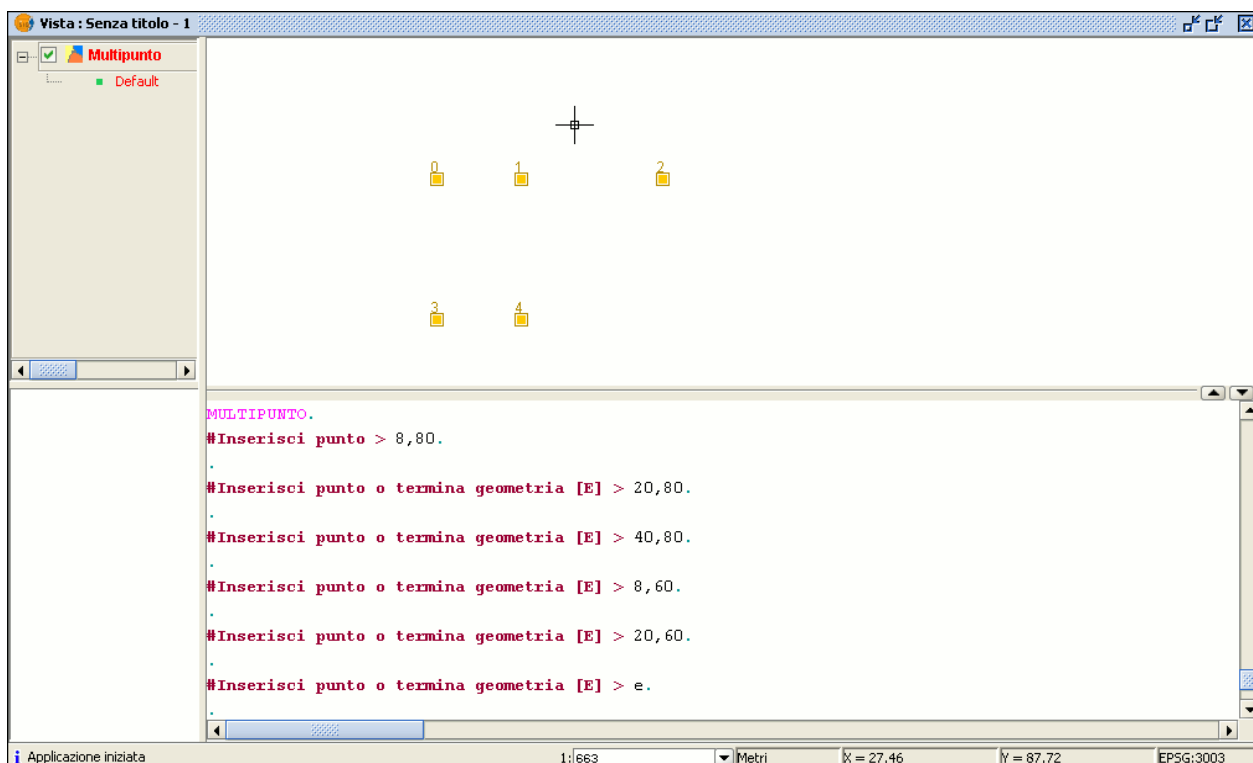 Vista : Senza titolo - 1
Multipunto
Default
0 1 2
3 4
MULTIPUNTO.
#Inserisci punto > 8,80.
.
#Inserisci punto o termina geometria [E] > 20,80.
.
#Inserisci punto o termina geometria [E] > 40,80.
.
#Inserisci punto o termina geometria [E] > 8,60.
.
#Inserisci punto o termina geometria [E] > 20,60.
.
#Inserisci punto o termina geometria [E] > e.
.
Applicazione iniziata 1:663 Metri X = 27.46 Y = 87.72 EPSG:3003